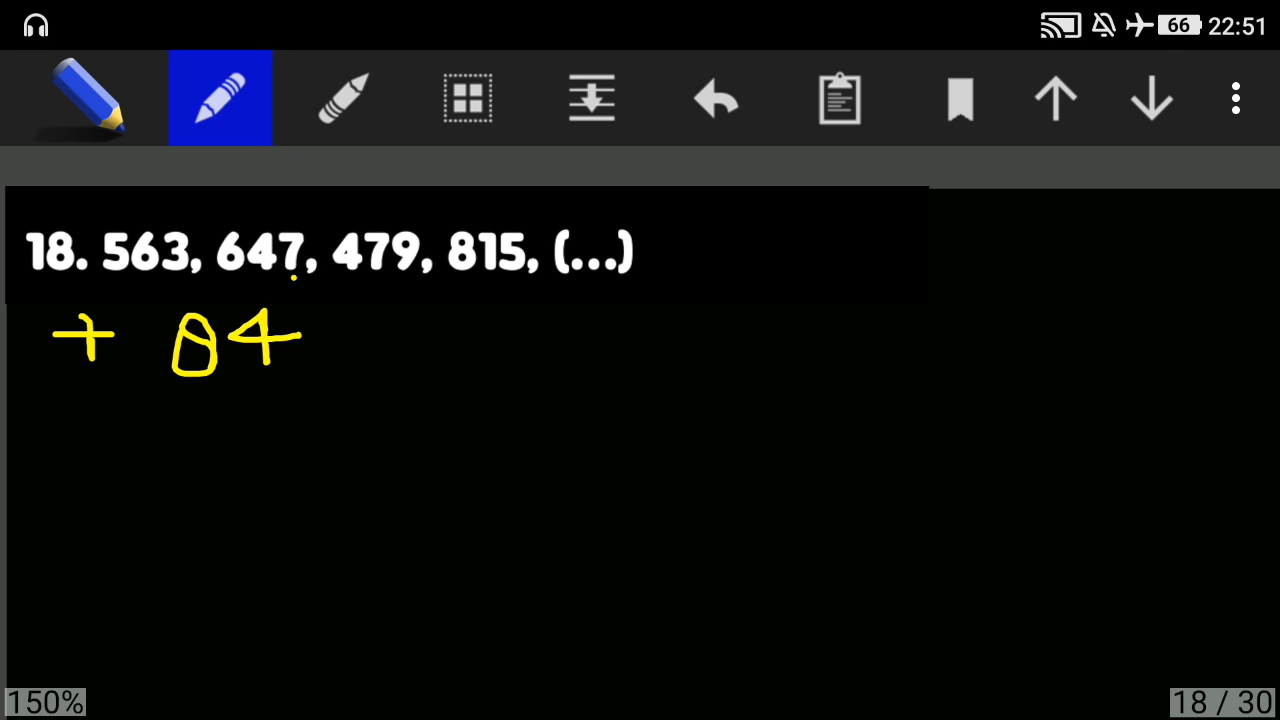 66 22:51
18. 563, 647, 479, 815, (...)
+ 84
150%
18 / 30